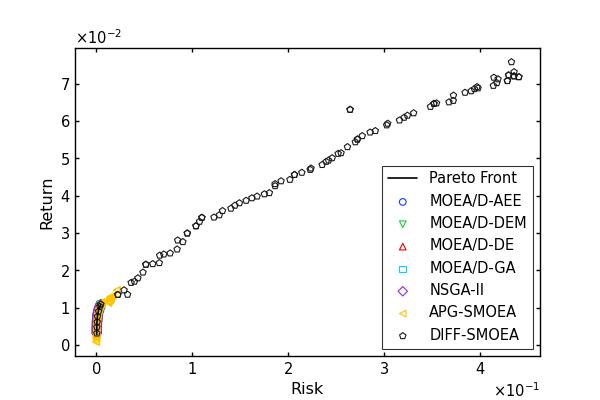 ×10⁻²
7
6
5
4
3
2
1
0
Return
0 1 2 3 4
Risk
×10⁻¹
Pareto Front
MOEA/D-AEE
MOEA/D-DEM
MOEA/D-DE
MOEA/D-GA
NSGA-II
APG-SMOEA
DIFF-SMOEA